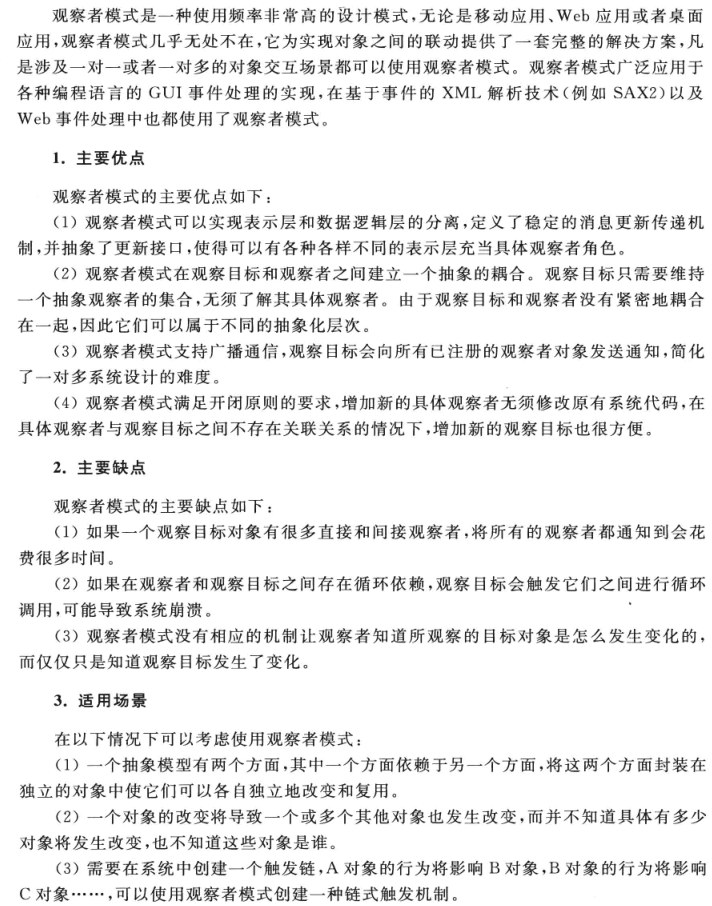 观察者模式是一种使用频率非常高的设计模式,无论是移动应用、Web 应用或者桌面
应用,观察者模式几乎无处不在,它为实现对象之间的联动提供了一套完整的解决方案,凡
是涉及一对一或者一对多的对象交互场景都可以使用观察者模式。观察者模式广泛应用于
各种编程语言的 GUI 事件处理的实现,在基于事件的 XML 解析技术(例如 SAX2)以及
Web 事件处理中也都使用了观察者模式。
1. 主要优点
观察者模式的主要优点如下:
(1) 观察者模式可以实现表示层和数据逻辑层的分离,定义了稳定的消息更新传递机
制,并抽象了更新接口,使得可以有各种各样不同的表示层充当具体观察者角色。
(2) 观察者模式在观察目标和观察者之间建立一个抽象的耦合。观察目标只需要维持
一个抽象观察者的集合,无须了解其具体观察者。由于观察目标和观察者没有紧密地耦合
在一起,因此它们可以属于不同的抽象化层次。
(3) 观察者模式支持广播通信,观察目标会向所有已注册的观察者对象发送通知,简化
了一对多系统设计的难度。
(4) 观察者模式满足开闭原则的要求,增加新的具体观察者无须修改原有系统代码,在
具体观察者与观察目标之间不存在关联关系的情况下,增加新的观察目标也很方便。
2. 主要缺点
观察者模式的主要缺点如下:
(1) 如果一个观察目标对象有很多直接和间接观察者,将所有的观察者都通知到会花
费很多时间。
(2) 如果在观察者和观察目标之间存在循环依赖,观察目标会触发它们之间进行循环
调用,可能导致系统崩溃。
(3) 观察者模式没有相应的机制让观察者知道所观察的目标对象是怎么发生变化的,
而仅仅只是知道观察目标发生了变化。
3. 适用场景
在以下情况下可以考虑使用观察者模式:
(1) 一个抽象模型有两个方面,其中一个方面依赖于另一个方面,将这两个方面封装在
独立的对象中使它们可以各自独立地改变和复用。
(2) 一个对象的改变将导致一个或多个其他对象也发生改变,而并不知道具体有多少
对象将发生改变,也不知道这些对象是谁。
(3) 需要在系统中创建一个触发链,A 对象的行为将影响 B 对象,B 对象的行为将影响
C 对象……,可以使用观察者模式创建一种链式触发机制。